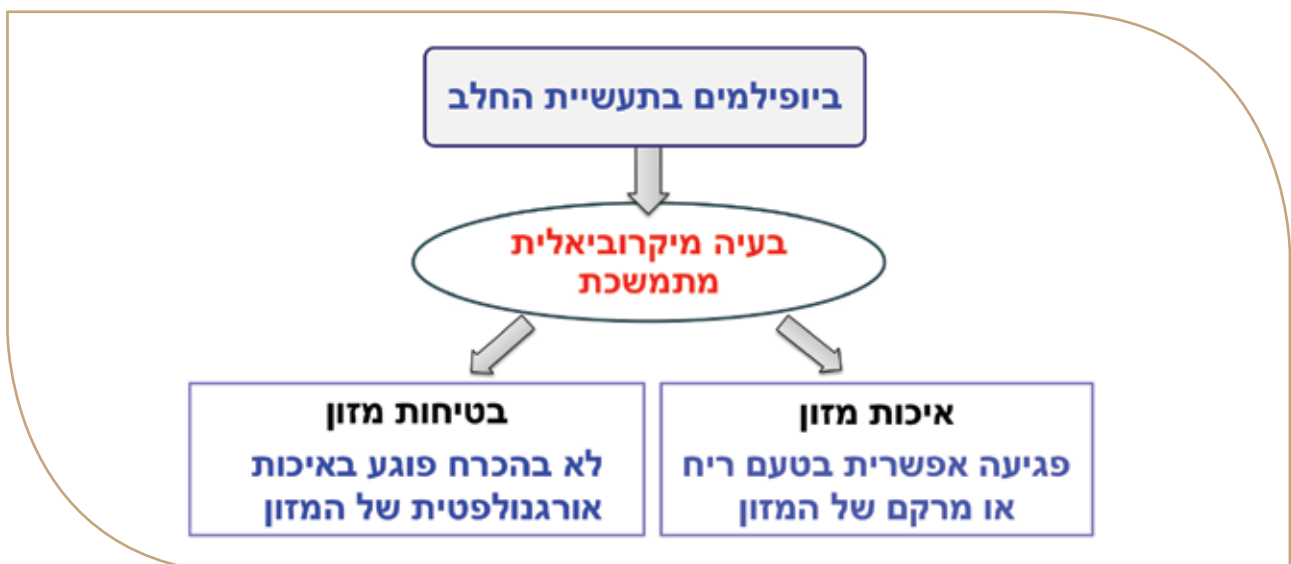 ביופילמים בתעשיית החלב
בעיה מיקרוביאלית
מתמשכת
איכות מזון
פגיעה אפשרית בטעם ריח
או מרקם של המזון
בטיחות מזון
לא בהכרח פוגע באיכות
אורגנולפטית של המזון